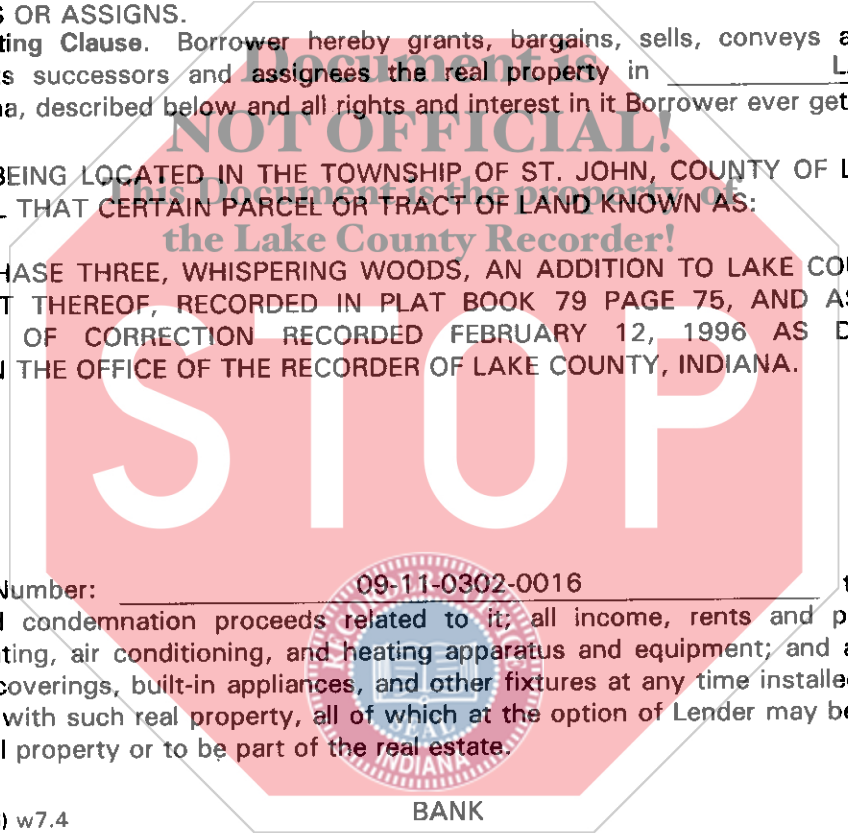 S OR ASSIGNS.
ting Clause. Borrower hereby grants, bargains, sells, conveys a
ts successors and assignees the real property in L
na, described below and all rights and interest in it Borrower ever get
Document is
NOT OFFICIAL!
This Document is the property of
the Lake County Recorder!
BEING LOCATED IN THE TOWNSHIP OF ST. JOHN, COUNTY OF L
L THAT CERTAIN PARCEL OR TRACT OF LAND KNOWN AS:
HASE THREE, WHISPERING WOODS, AN ADDITION TO LAKE COU
T THEREOF, RECORDED IN PLAT BOOK 79 PAGE 75, AND AS
OF CORRECTION RECORDED FEBRUARY 12, 1996 AS D
N THE OFFICE OF THE RECORDER OF LAKE COUNTY, INDIANA.
STOP
Number: 09-11-0302-0016 t
d condemnation proceeds related to it; all income, rents and p
ting, air conditioning, and heating apparatus and equipment; and a
coverings, built-in appliances, and other fixtures at any time installe
with such real property, all of which at the option of Lender may be
l property or to be part of the real estate.
SEAL
INDIANA
) w7.4 BANK